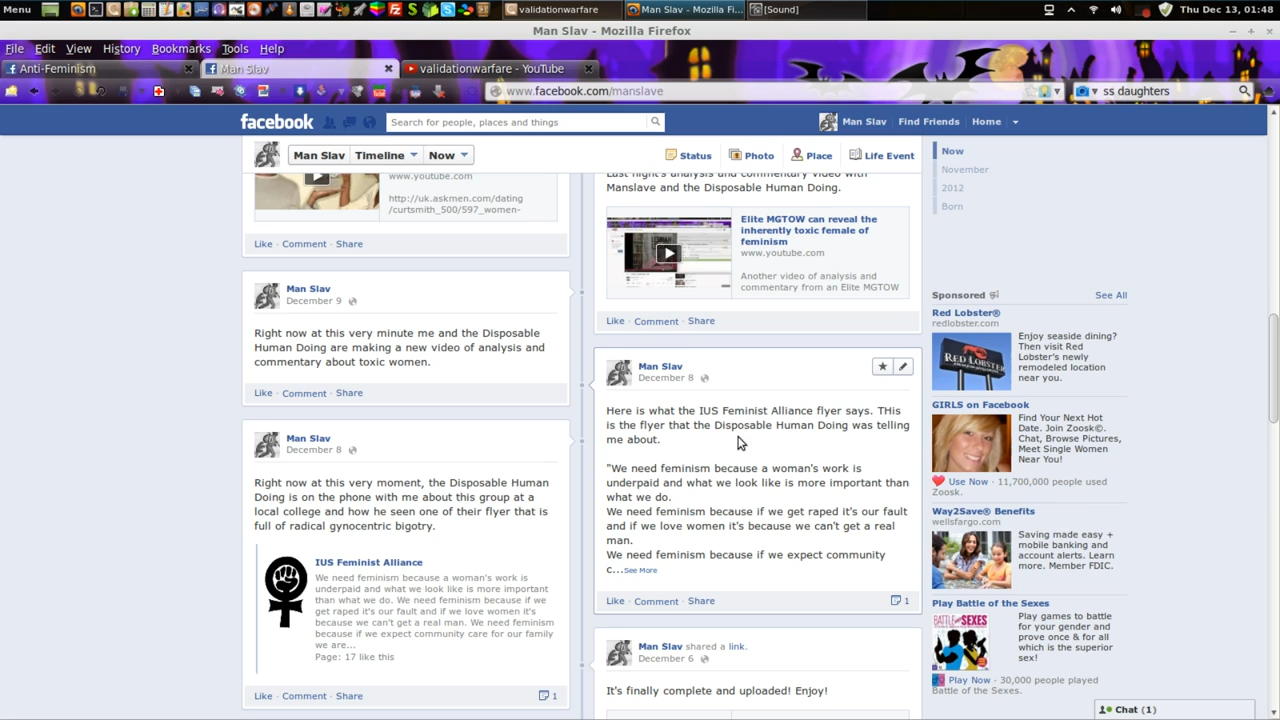 Menu
validationwarfare
Man Slav - Mozilla Fi...
[Sound]
Thu Dec 13, 01:48
Man Slav - Mozilla Firefox
File Edit View History Bookmarks Tools Help
Anti-Feminism
Man Slav
validationwarfare - YouTube
www.facebook.com/manslave
ss daughters
facebook
Search for people, places and things
Man Slav Find Friends Home
Man Slav Timeline Now
Status Photo Place Life Event
www.youtube.com
http://uk.askmen.com/dating
/curtsmith_500/597_women-
Like · Comment · Share
Man Slav
December 9
Right now at this very minute me and the Disposable
Human Doing are making a new video of analysis and
commentary about toxic women.
Like · Comment · Share
Man Slav
December 8
Right now at this very moment, the Disposable Human
Doing is on the phone with me about this group at a
local college and how he seen one of their flyer that is
full of radical gynocentric bigotry.
IUS Feminist Alliance
We need feminism because a woman's work is
underpaid and what we look like is more important
than what we do. We need feminism because if we
get raped it's our fault and if we love women it's
because we can't get a real man. We need feminism
because if we expect community care for our family
we are...
Page: 17 like this
Like · Comment · Share
1
Last night's analysis and commentary video with
Manslave and the Disposable Human Doing.
Elite MGTOW can reveal the
inherently toxic female of
feminism
www.youtube.com
Another video of analysis and
commentary from an Elite MGTOW
Like · Comment · Share
Man Slav
December 8
Here is what the IUS Feminist Alliance flyer says. THis
is the flyer that the Disposable Human Doing was telling
me about.
"We need feminism because a woman's work is
underpaid and what we look like is more important than
what we do.
We need feminism because if we get raped it's our fault
and if we love women it's because we can't get a real
man.
We need feminism because if we expect community
c...See More
Like · Comment · Share
1
Man Slav shared a link.
December 6
It's finally complete and uploaded! Enjoy!
Now
November
2012
Born
Sponsored
See All
Red Lobster®
redlobster.com
RED LOBSTER
Enjoy seaside dining?
Then visit Red
Lobster's newly
remodeled location
near you.
GIRLS on Facebook
Find Your Next Hot
Date. Join Zoosk©.
Chat, Browse Pictures,
Meet Single Women
Near You!
Use Now · 11,700,000 people used
Zoosk.
Way2Save® Benefits
wellsfargo.com
Saving made easy +
mobile banking and
account alerts. Learn
more. Member FDIC.
Play Battle of the Sexes
Play games to battle
for your gender and
prove once & for all
which is the superior
sex!
Play Now · 30,000 people played
Battle of the Sexes.
Chat (1)